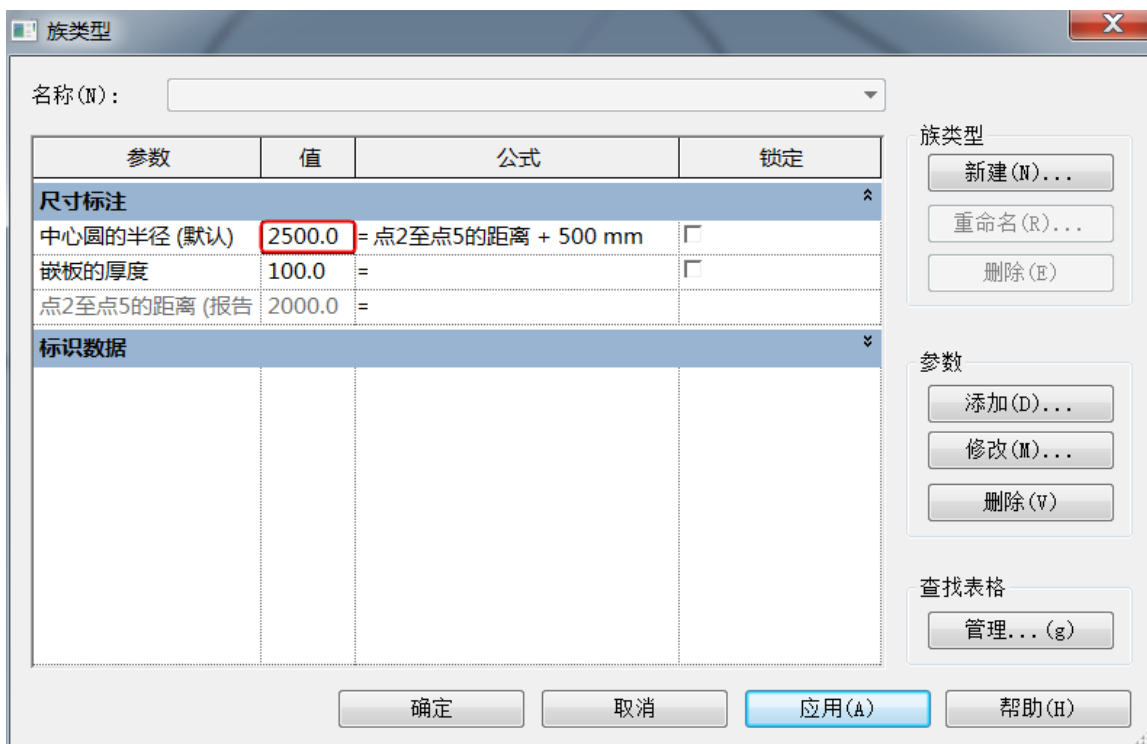 族类型
名称(N):
参数 值 公式 锁定
尺寸标注
中心圆的半径 (默认) 2500.0 = 点2至点5的距离 + 500 mm
嵌板的厚度 100.0 =
点2至点5的距离 (报告 2000.0 =
标识数据
族类型
新建(N)...
重命名(R)...
删除(E)
参数
添加(D)...
修改(M)...
删除(V)
查找表格
管理...(g)
确定 取消 应用(A) 帮助(H)